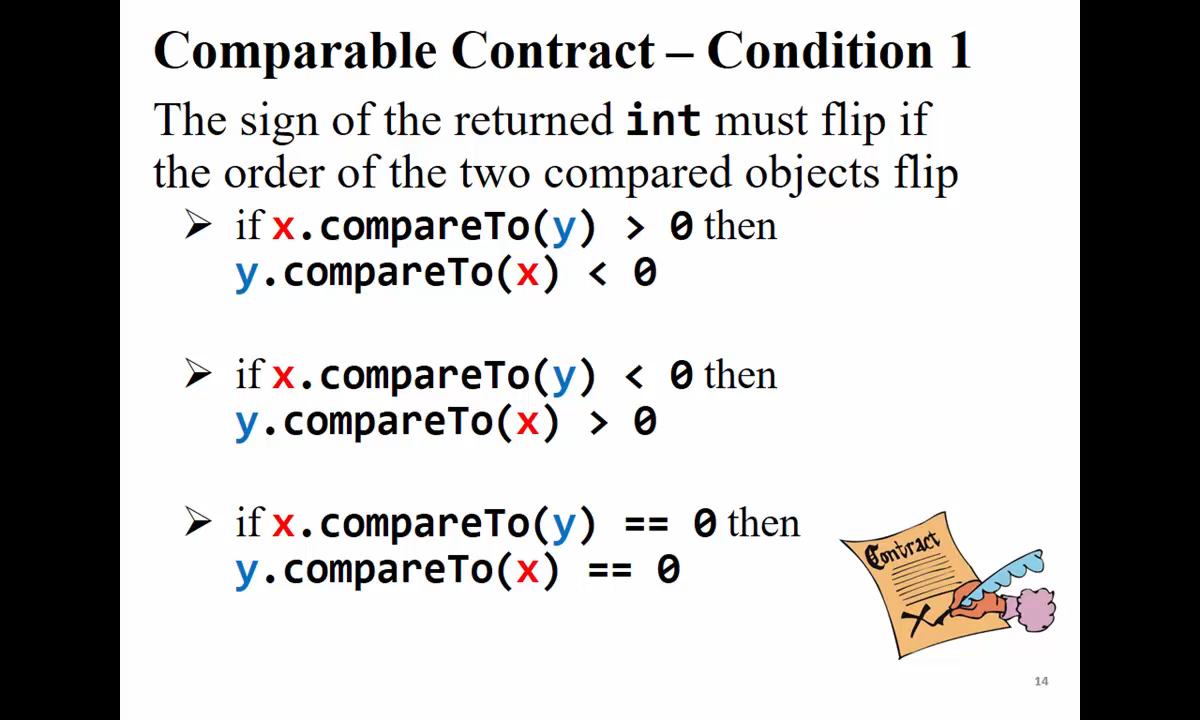 Comparable Contract – Condition 1
The sign of the returned int must flip if
the order of the two compared objects flip
➢ if x.compareTo(y) > 0 then
y.compareTo(x) < 0
➢ if x.compareTo(y) < 0 then
y.compareTo(x) > 0
➢ if x.compareTo(y) == 0 then
y.compareTo(x) == 0
Contract
X
14